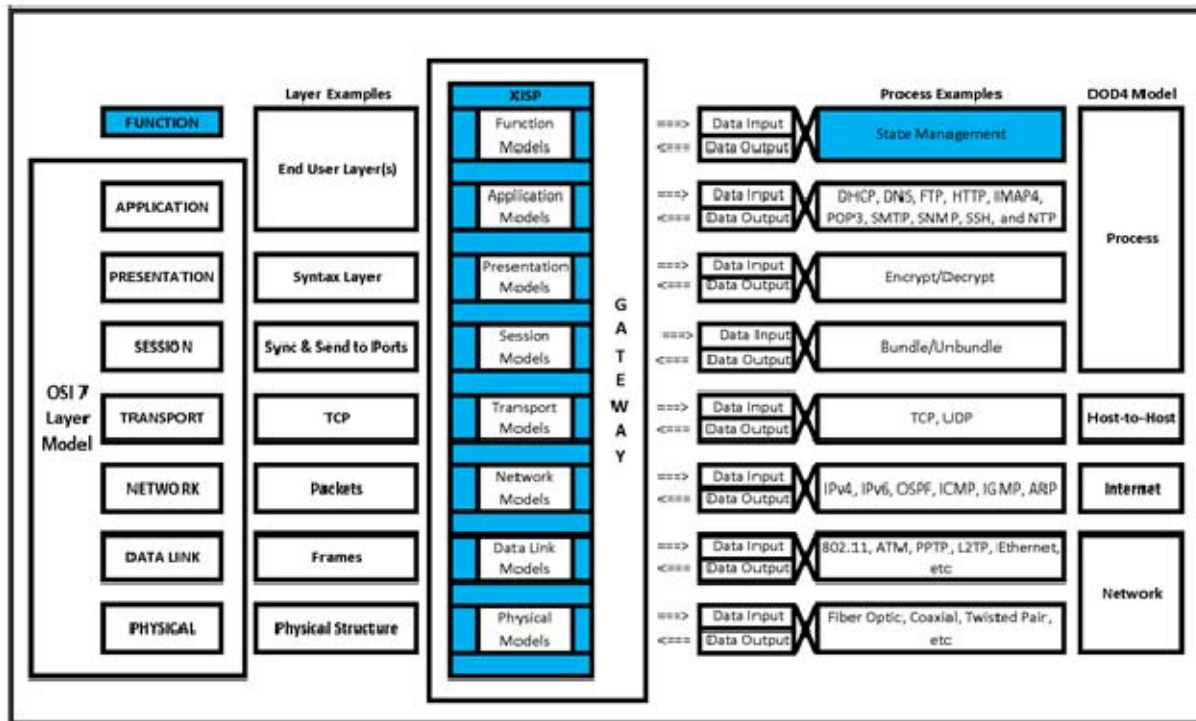 Layer Examples
XISP
Process Examples
DOD4 Model
FUNCTION
End User Layer(s)
Function
Models
===>
Data Input
<===
Data Output
State Management
Process
OSI 7
Layer
Model
APPLICATION
Application
Models
===>
Data Input
<===
Data Output
DHCP, DNS, FTP, HTTP, IMAP4,
POP3, SMTIP, SNMP, SSH, and NTP
PRESENTATION
Syntax Layer
Presentation
Models
===>
Data Input
<===
Data Output
Encrypt/Decrypt
SESSION
Sync & Send to Ports
Session
Models
===>
Data Input
<===
Data Output
Bundle/Unbundle
GATEWAY
TRANSPORT
TCP
Transport
Models
===>
Data Input
<===
Data Output
TCP, UDP
Host-to-Host
NETWORK
Packets
Network
Models
===>
Data Input
<===
Data Output
IPv4, IPv6, OSPF, ICMP, IGMP, ARP
Internet
DATA LINK
Frames
Data Link
Models
===>
Data Input
<===
Data Output
802.11, ATM, PPTP, L2TP, Ethernet,
etc
Network
PHYSICAL
Physical Structure
Physical
Models
===>
Data Input
<===
Data Output
Fiber Optic, Coaxial, Twisted Pair,
etc